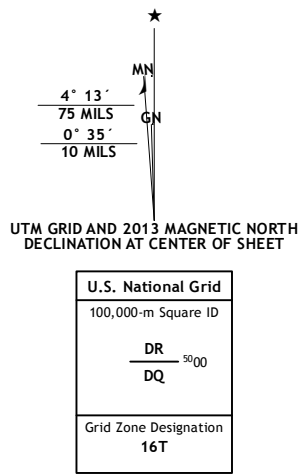 ★
MN
4° 13´
75 MILS
GN
0° 35´
10 MILS
UTM GRID AND 2013 MAGNETIC NORTH
DECLINATION AT CENTER OF SHEET
U.S. National Grid
100,000-m Square ID
DR
⁵⁰00
DQ
Grid Zone Designation
16T